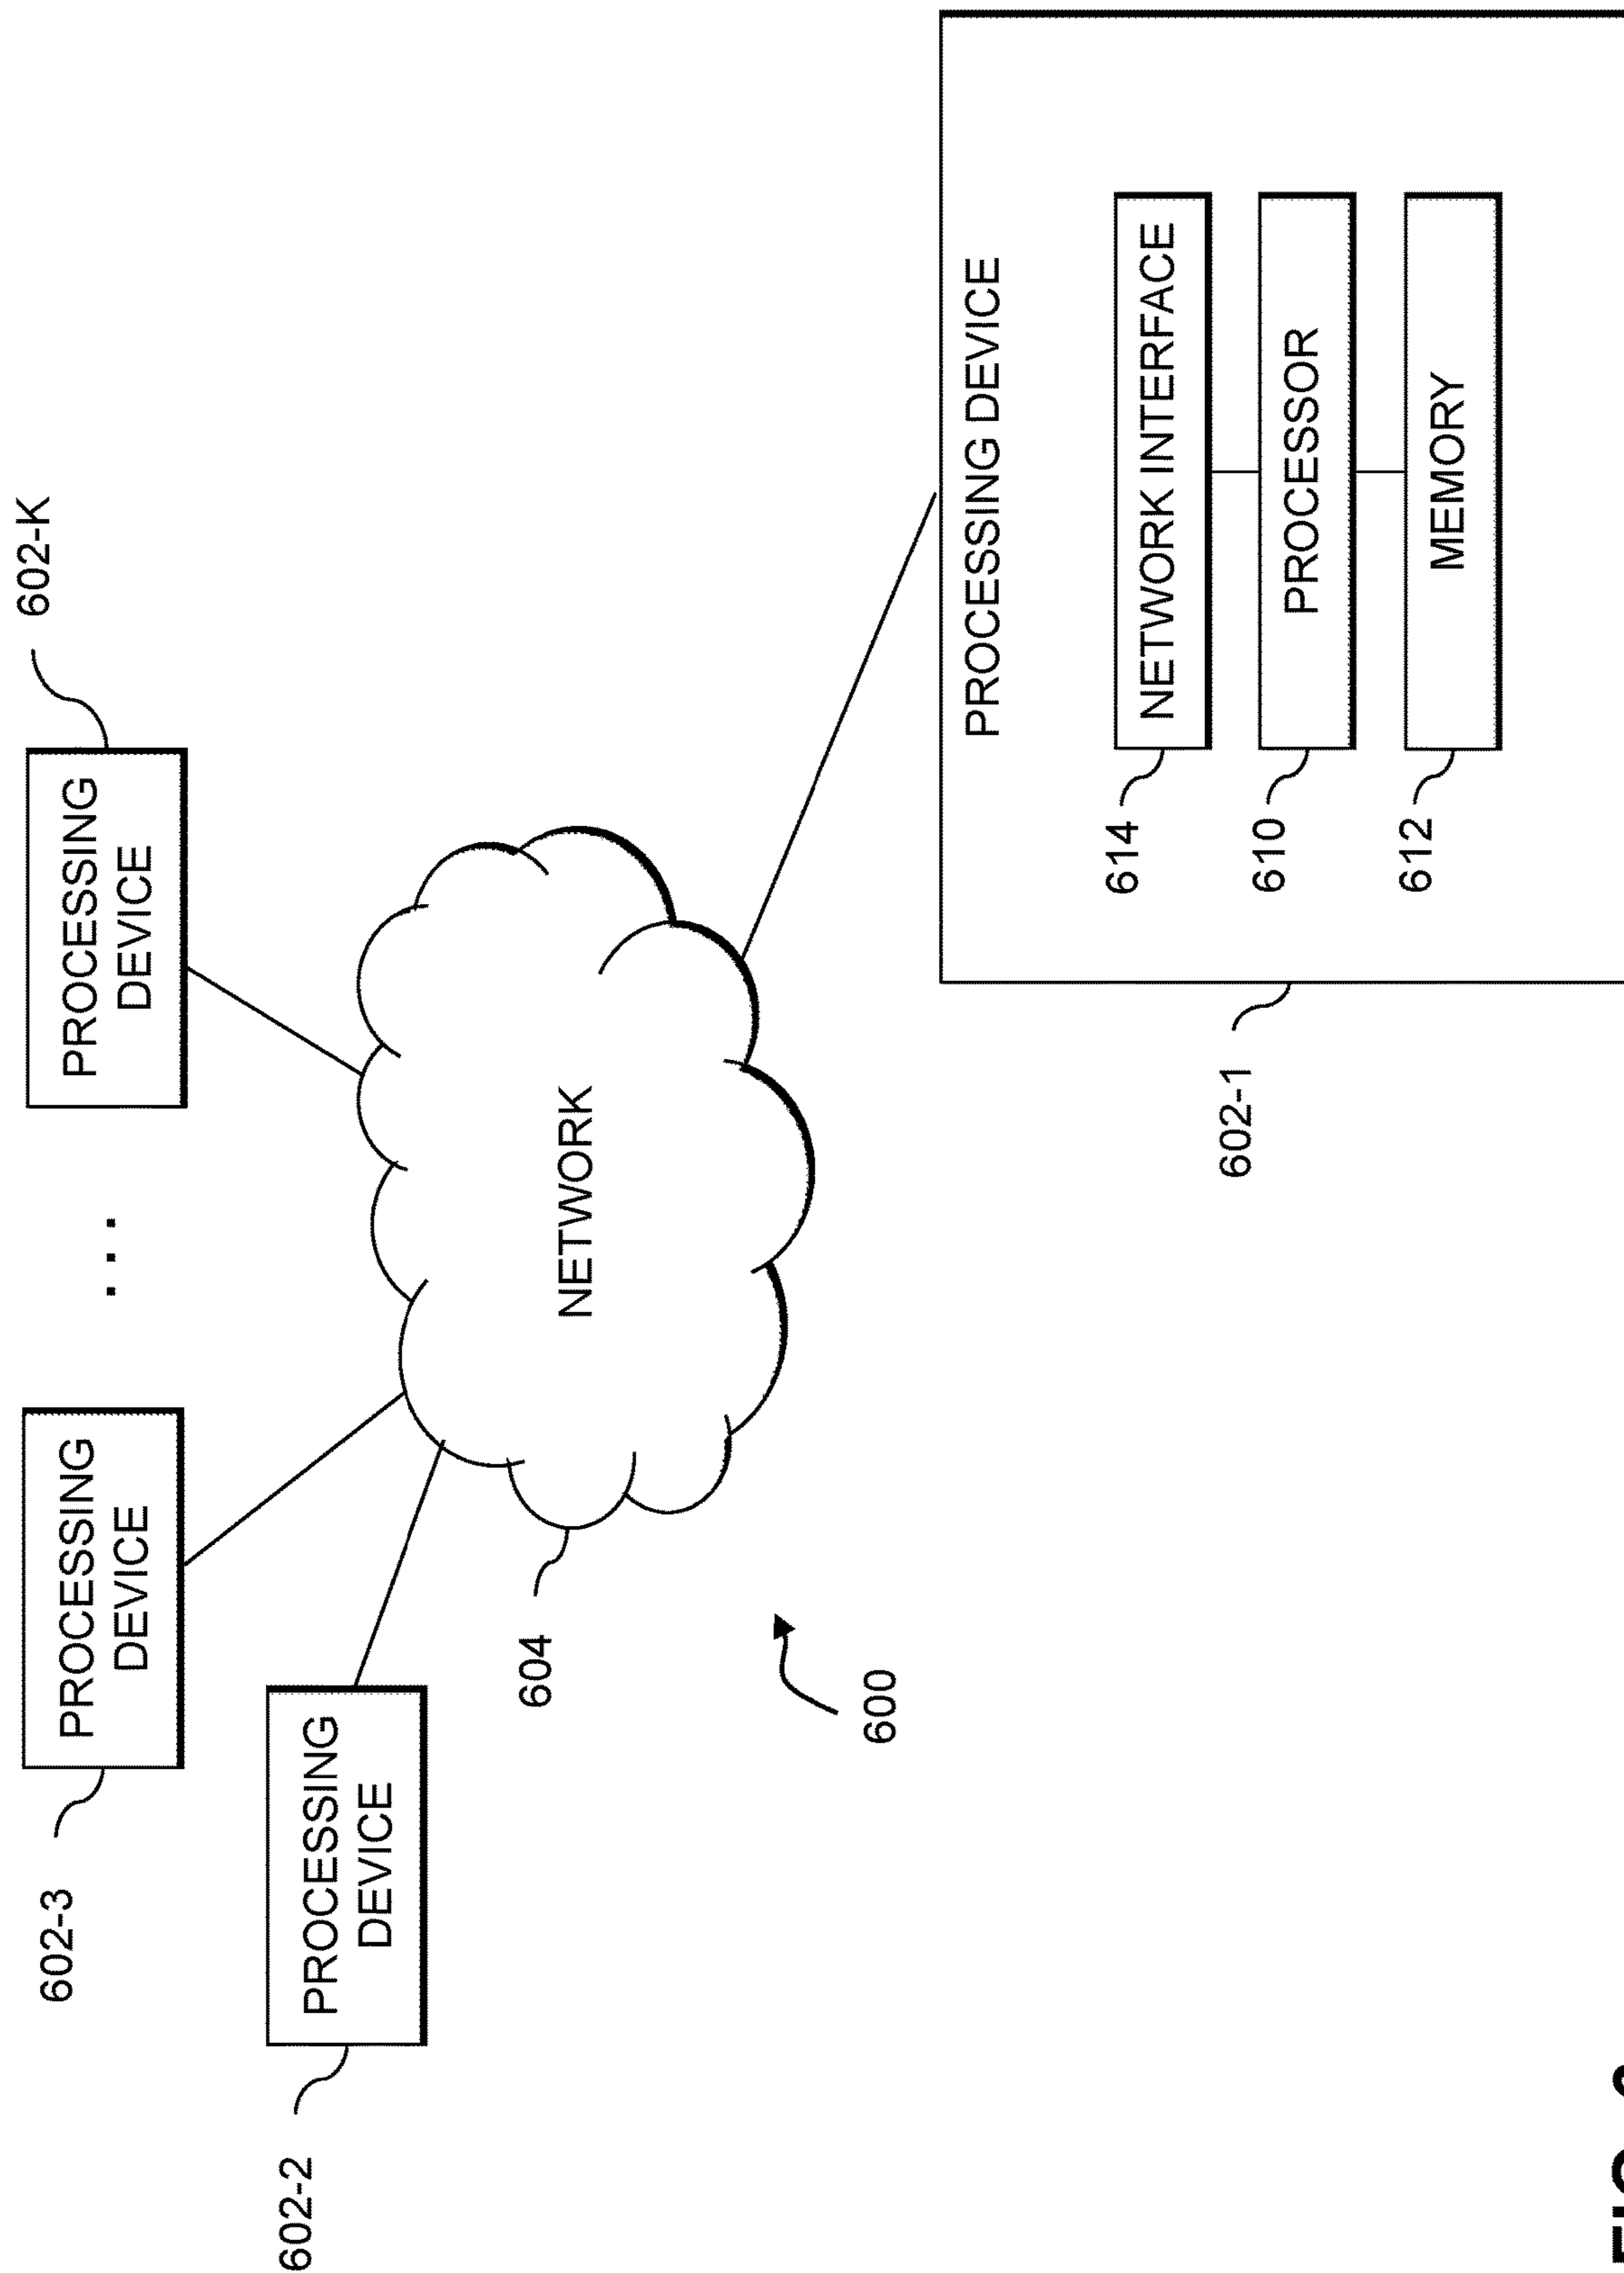 602-2
602-3
602-K
PROCESSING
DEVICE
PROCESSING
DEVICE
. . .
PROCESSING
DEVICE
NETWORK
604
600
PROCESSING DEVICE
602-1
614
NETWORK INTERFACE
610
PROCESSOR
612
MEMORY